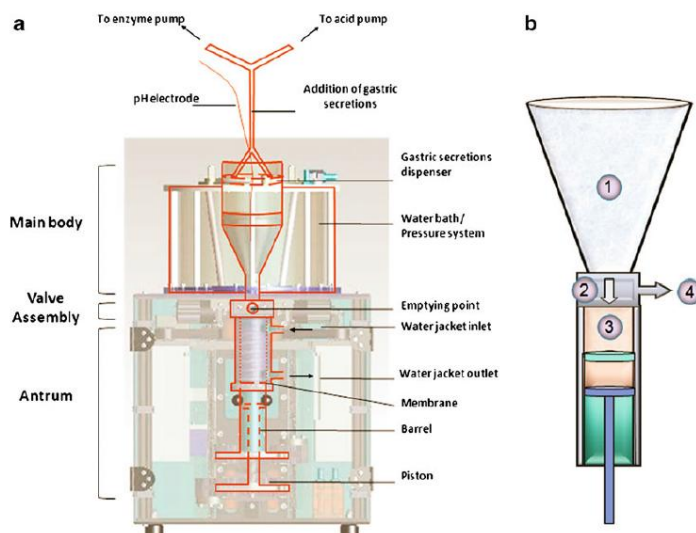 a
To enzyme pump
To acid pump
pH electrode
Addition of gastric
secretions
Gastric secretions
dispenser
Main body
Water bath/
Pressure system
Valve
Assembly
Emptying point
Water jacket inlet
Antrum
Water jacket outlet
Membrane
Barrel
Piston
b
1
2
4
3